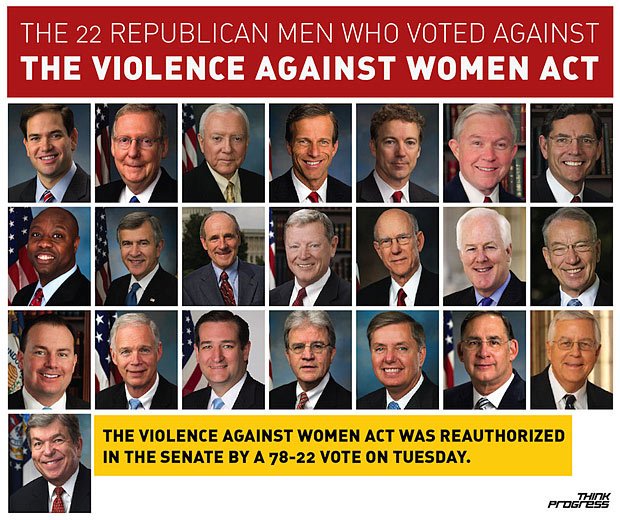 THE 22 REPUBLICAN MEN WHO VOTED AGAINST
THE VIOLENCE AGAINST WOMEN ACT
THE VIOLENCE AGAINST WOMEN ACT WAS REAUTHORIZED
IN THE SENATE BY A 78-22 VOTE ON TUESDAY.
THINK
PROGRESS